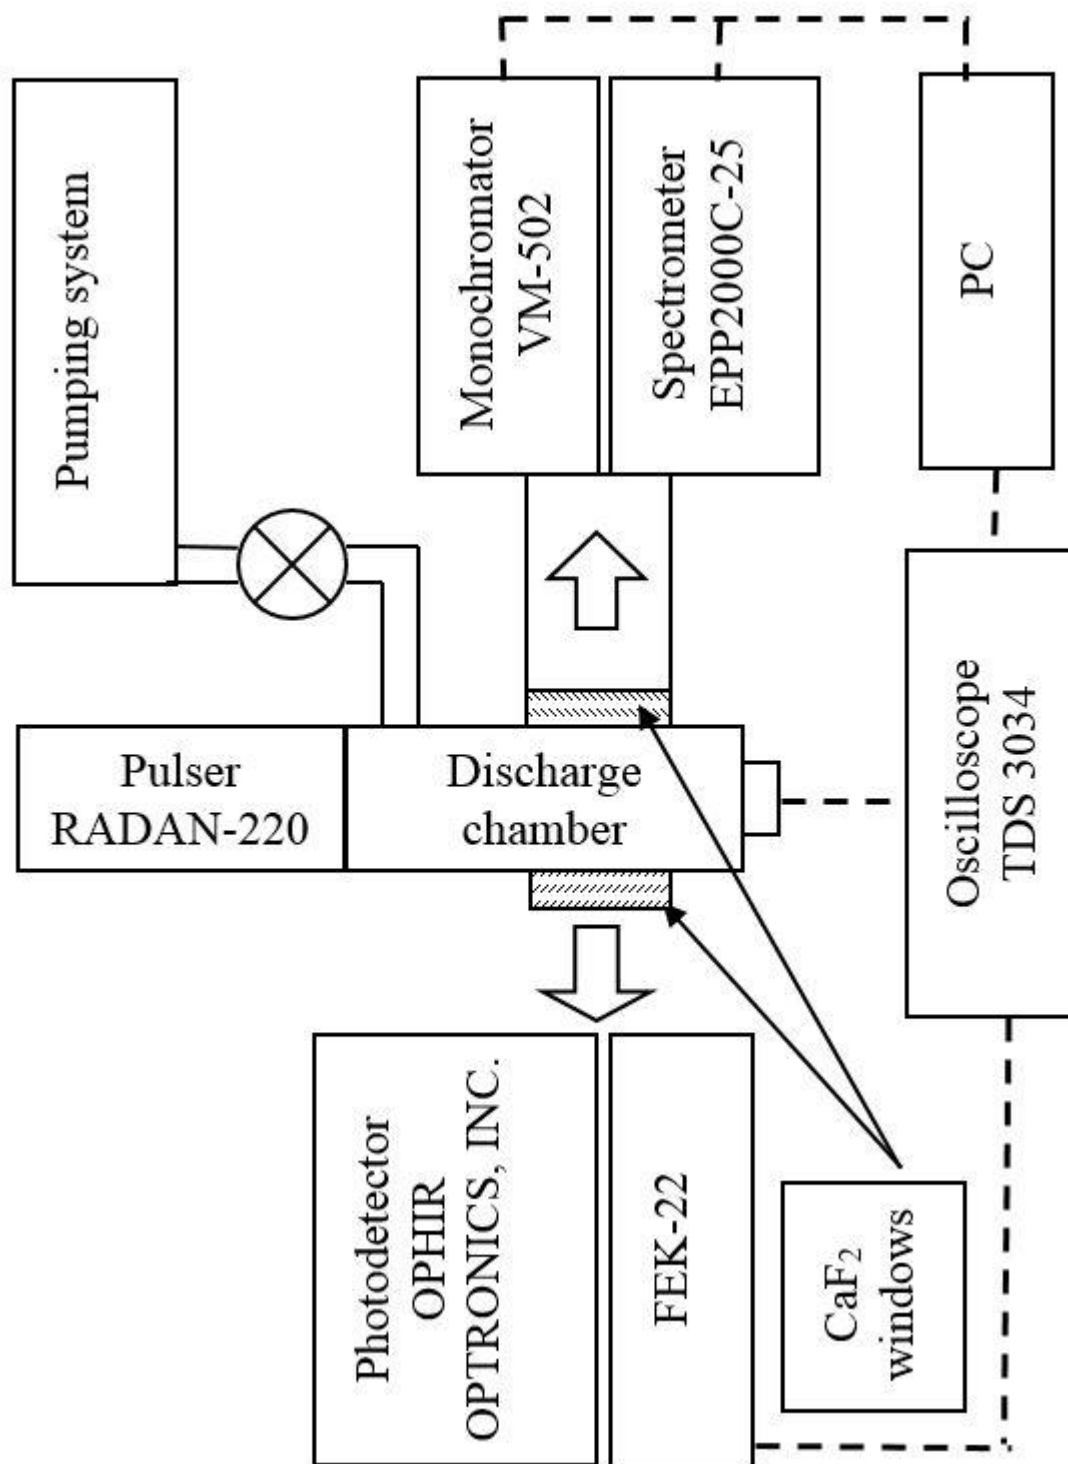 Pumping system
Monochromator
VM-502
Spectrometer
EPP2000C-25
PC
Pulser
RADAN-220
Discharge
chamber
Oscilloscope
TDS 3034
Photodetector
OPHIR
OPTRONICS, INC.
FEK-22
CaF₂
windows